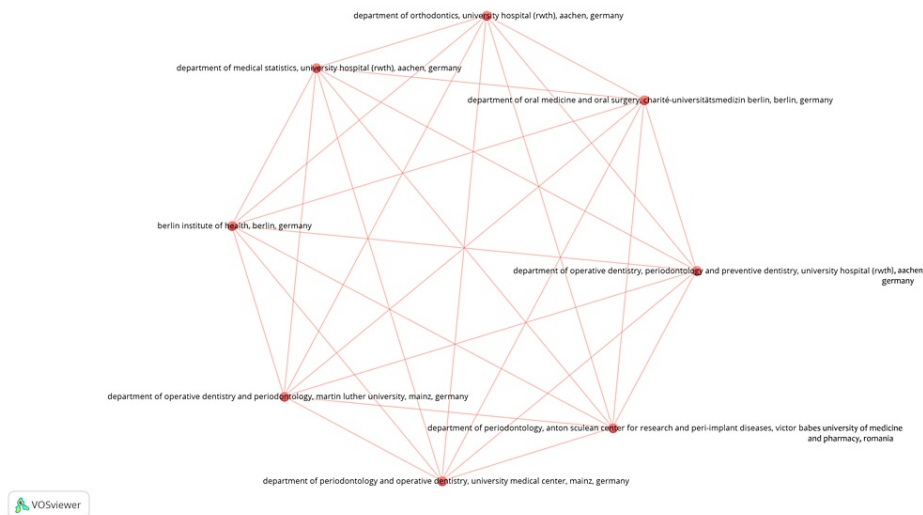 department of orthodontics, university hospital (rwth), aachen, germany
department of medical statistics, university hospital (rwth), aachen, germany
department of oral medicine and oral surgery, charité-universitätsmedizin berlin, berlin, germany
berlin institute of health, berlin, germany
department of operative dentistry, periodontology and preventive dentistry, university hospital (rwth), aachen
germany
department of operative dentistry and periodontology, martin luther university, mainz, germany
department of periodontology, anton sculean center for research and peri-implant diseases, victor babes university of medicine
and pharmacy, romania
department of periodontology and operative dentistry, university medical center, mainz, germany
VOSviewer